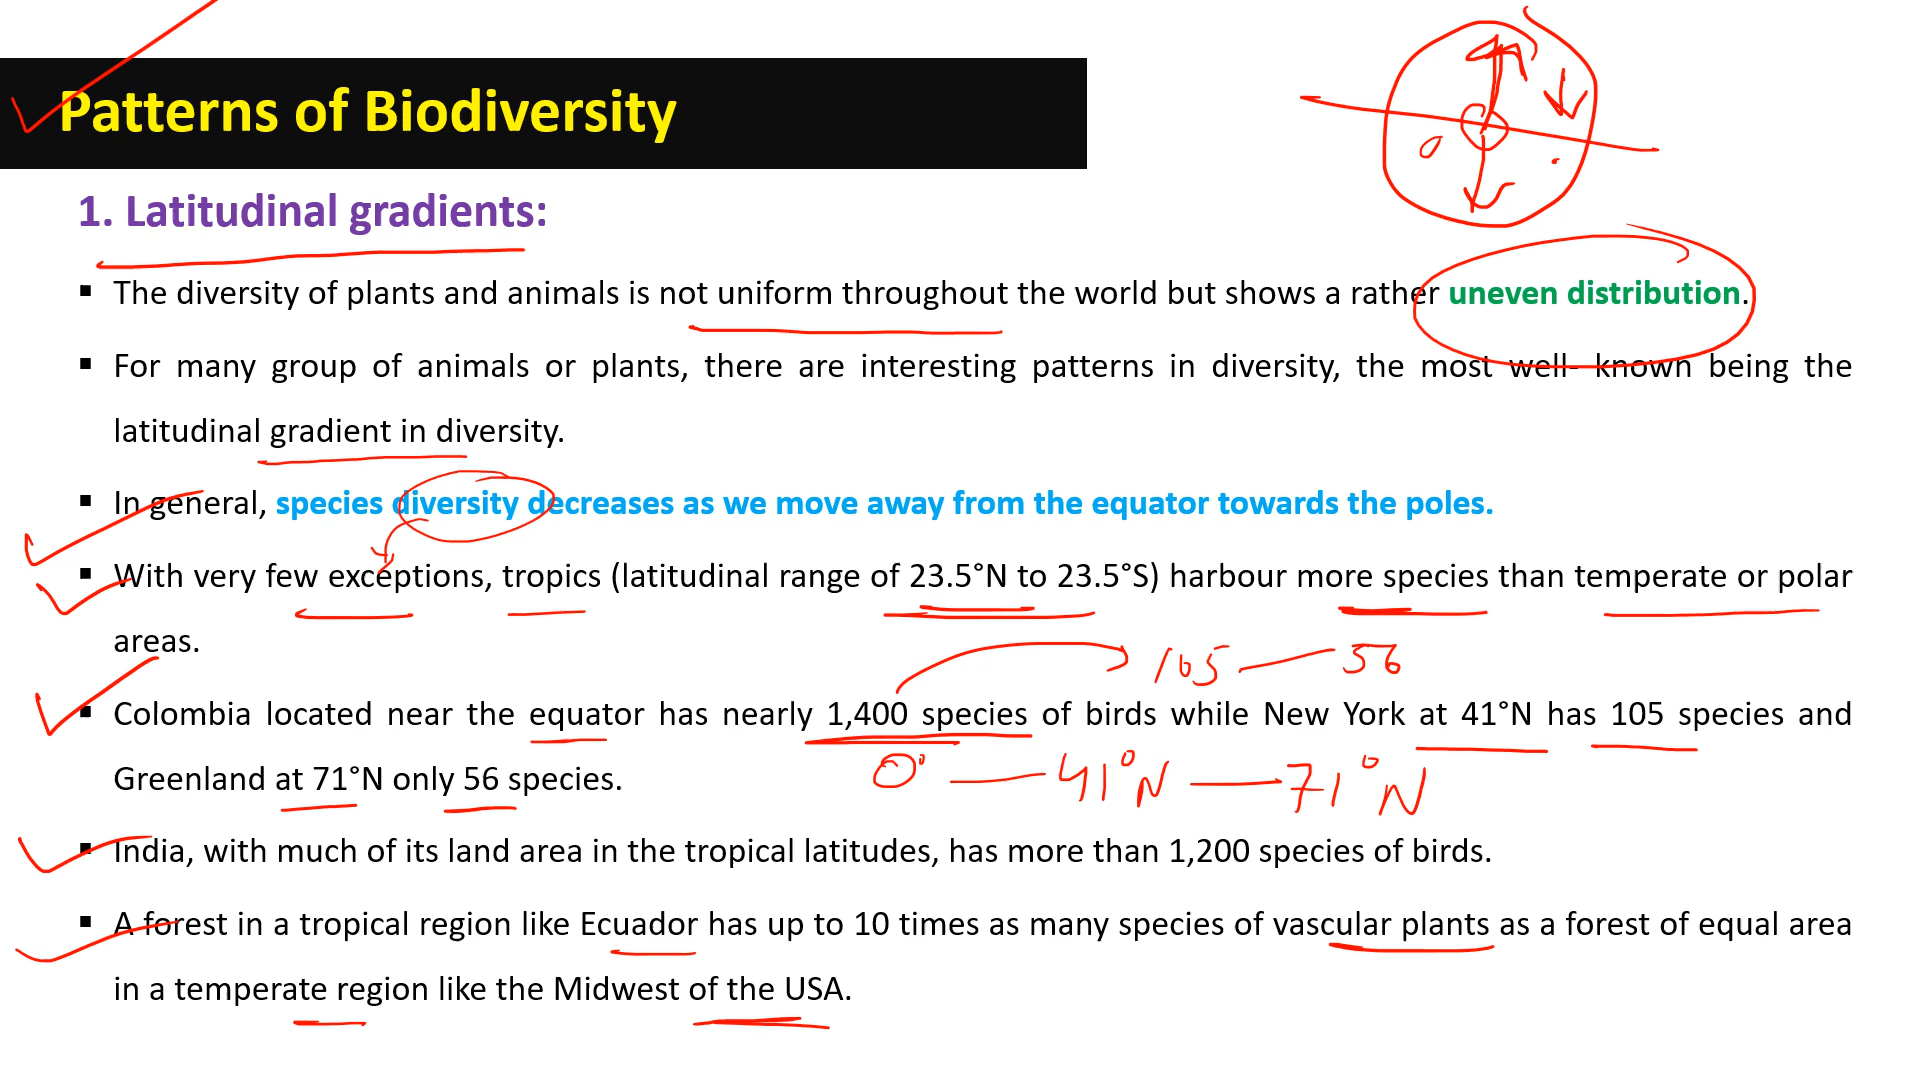 Patterns of Biodiversity
1. Latitudinal gradients:
▪ The diversity of plants and animals is not uniform throughout the world but shows a rather uneven distribution.
▪ For many group of animals or plants, there are interesting patterns in diversity, the most well- known being the
latitudinal gradient in diversity.
▪ In general, species diversity decreases as we move away from the equator towards the poles.
▪ With very few exceptions, tropics (latitudinal range of 23.5°N to 23.5°S) harbour more species than temperate or polar
areas.
105 — 56
▪ Colombia located near the equator has nearly 1,400 species of birds while New York at 41°N has 105 species and
Greenland at 71°N only 56 species.
0° — 41°N — 71°N
▪ India, with much of its land area in the tropical latitudes, has more than 1,200 species of birds.
▪ A forest in a tropical region like Ecuador has up to 10 times as many species of vascular plants as a forest of equal area
in a temperate region like the Midwest of the USA.